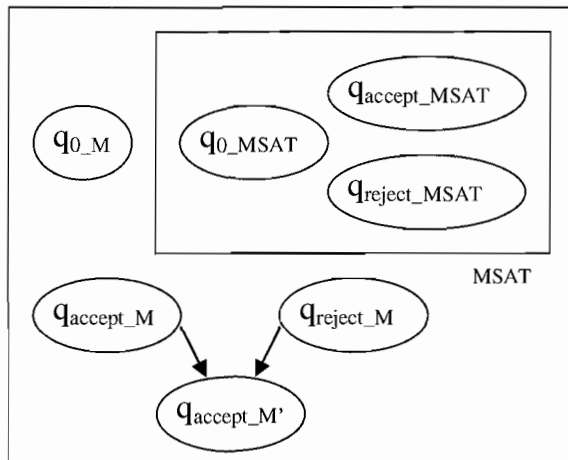 q0_M
q0_MSAT
qaccept_MSAT
qreject_MSAT
MSAT
qaccept_M
qreject_M
qaccept_M'